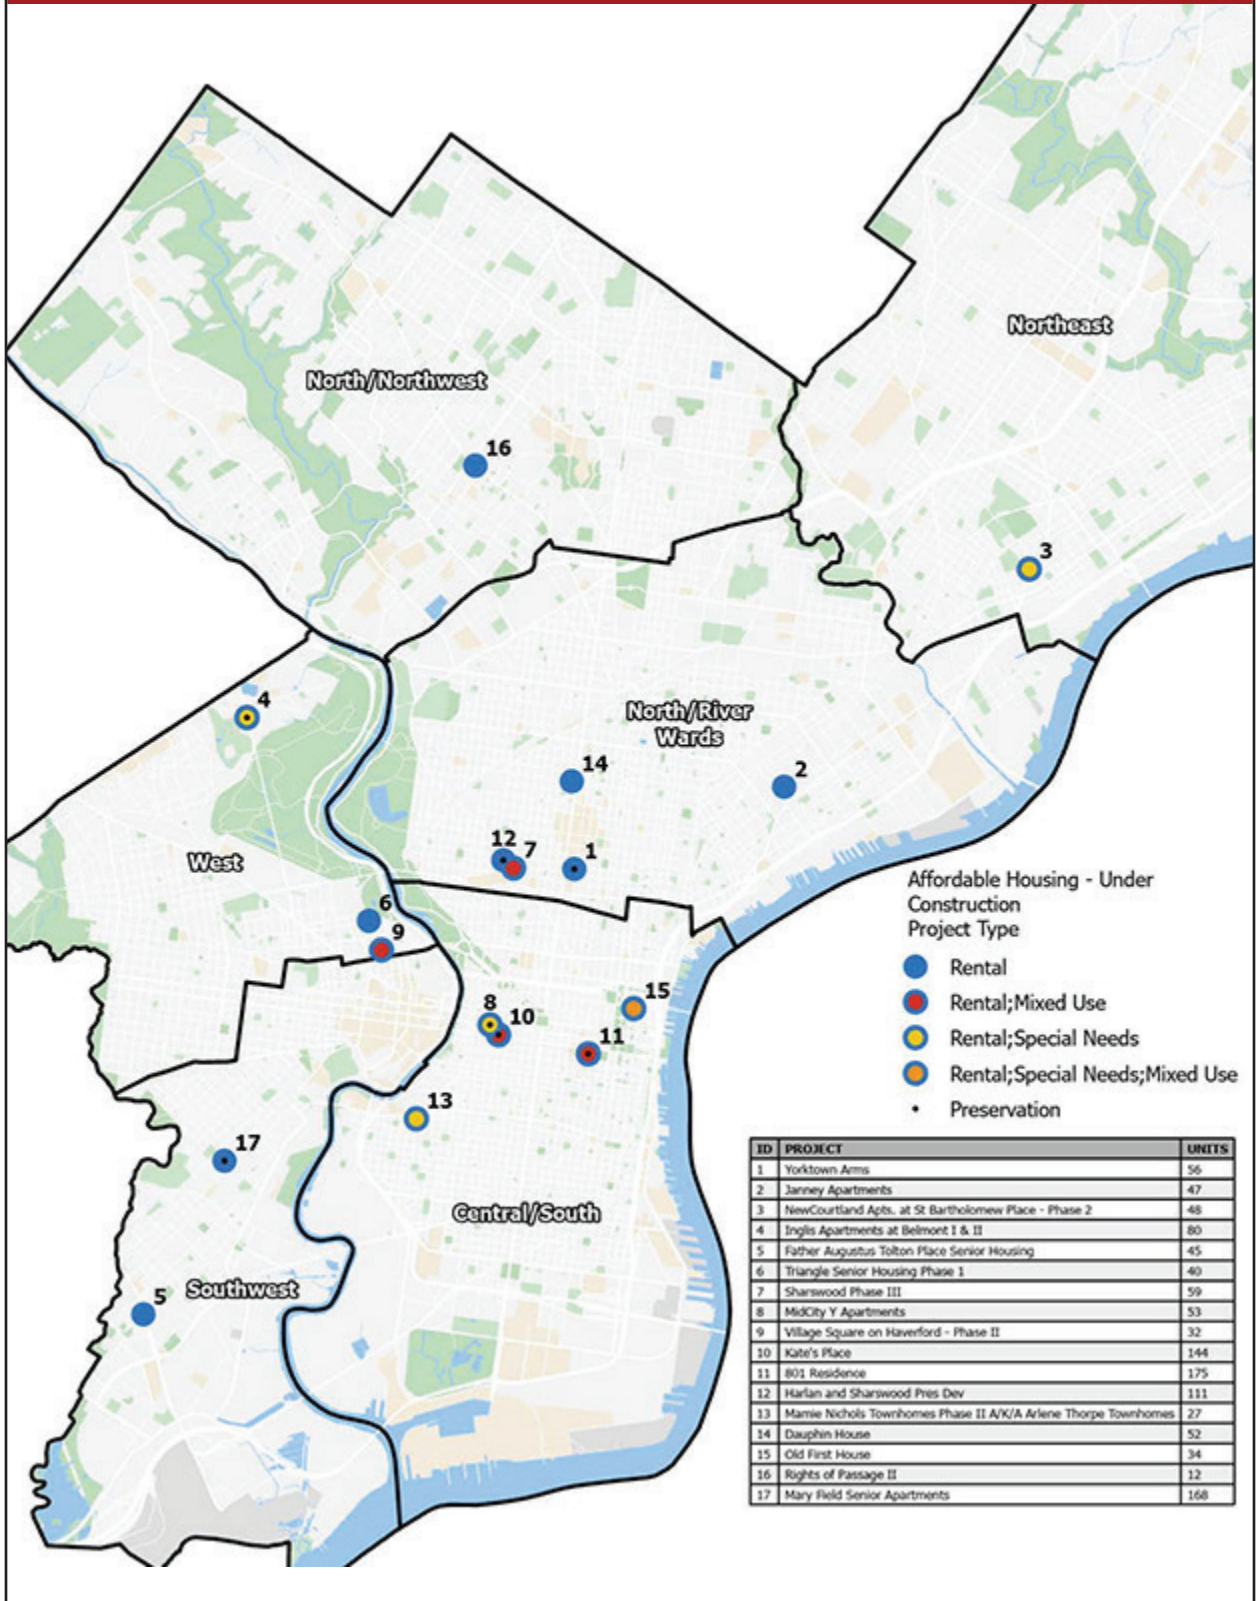 Northeast
North/Northwest
16
3
4
North/River
Wards
14
2
12
7
1
West
6
9
Affordable Housing - Under
Construction
Project Type
Rental
Rental;Mixed Use
Rental;Special Needs
Rental;Special Needs;Mixed Use
Preservation
15
8
10
11
13
17
Central/South
Southwest
5
ID PROJECT UNITS
1 Yorktown Arms 56
2 Janney Apartments 47
3 NewCourtland Apts. at St Bartholomew Place - Phase 2 48
4 Inglis Apartments at Belmont I & II 80
5 Father Augustus Tolton Place Senior Housing 45
6 Triangle Senior Housing Phase 1 40
7 Sharswood Phase III 59
8 MidCity Y Apartments 53
9 Village Square on Haverford - Phase II 32
10 Kate's Place 144
11 801 Residence 175
12 Harlan and Sharswood Pres Dev 111
13 Mamie Nichols Townhomes Phase II A/K/A Arlene Thorpe Townhomes 27
14 Dauphin House 52
15 Old First House 34
16 Rights of Passage II 12
17 Mary Field Senior Apartments 168